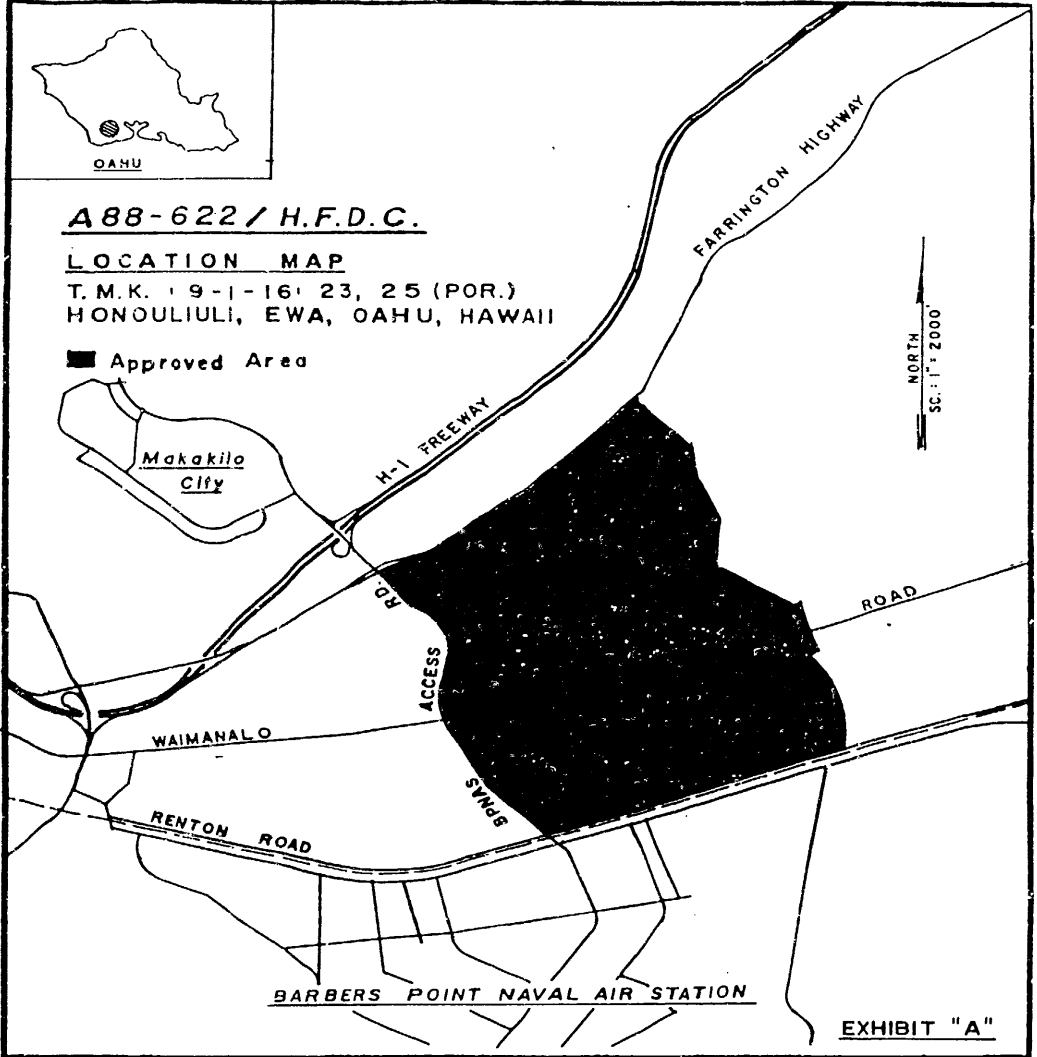 OAHU
A88-622 / H.F.D.C.
LOCATION MAP
T.M.K. : 9-1-16: 23, 25 (POR.)
HONOULIULI, EWA, OAHU, HAWAII
Approved Area
Makakilo
City
H-1 FREEWAY
FARRINGTON HIGHWAY
NORTH
SC.: 1" = 2000'
RD.
ACCESS
BPNAS
ROAD
WAIMANALO
RENTON ROAD
BARBERS POINT NAVAL AIR STATION
EXHIBIT "A"